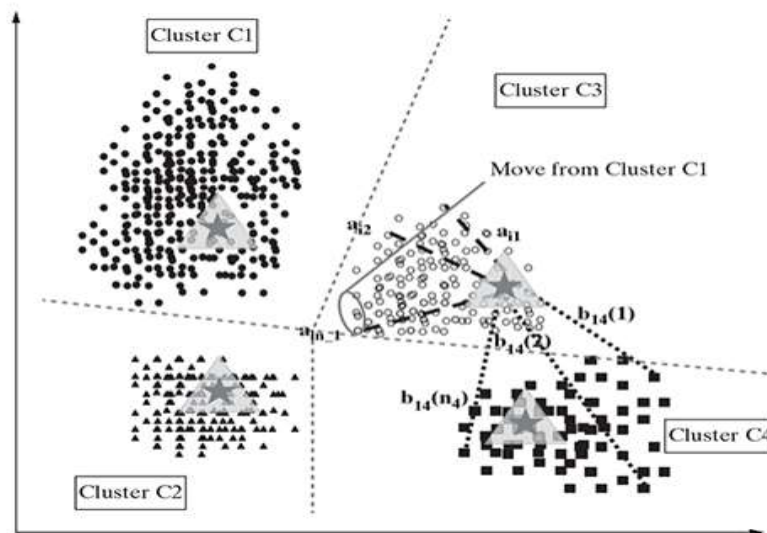 Cluster C1
Cluster C3
Move from Cluster C1
a_i2
a_i1
b_14(1)
a_in_1
b_14(2)
b_14(n_4)
Cluster C4
Cluster C2